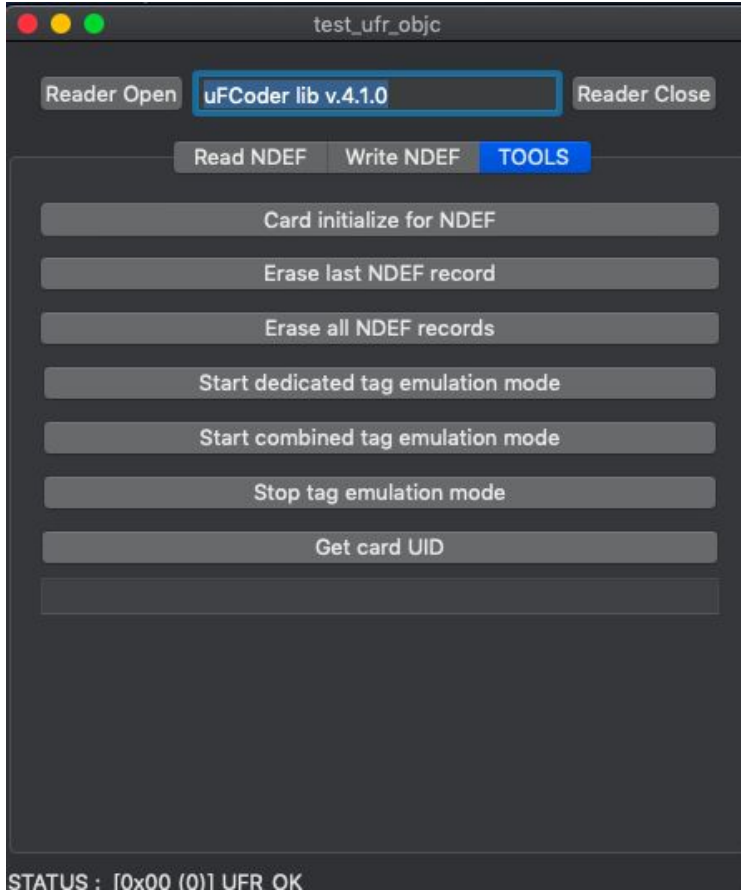 test_ufr_objc
Reader Open uFCoder lib v.4.1.0 Reader Close
Read NDEF Write NDEF TOOLS
Card initialize for NDEF
Erase last NDEF record
Erase all NDEF records
Start dedicated tag emulation mode
Start combined tag emulation mode
Stop tag emulation mode
Get card UID
STATUS : [0x00 (0)] UFR_OK